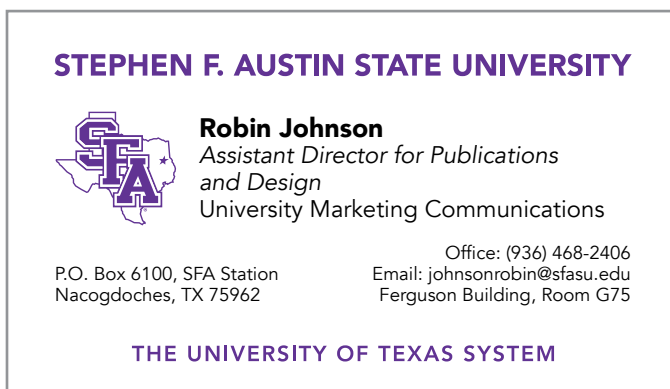 STEPHEN F. AUSTIN STATE UNIVERSITY
SFA
Robin Johnson
Assistant Director for Publications
and Design
University Marketing Communications
P.O. Box 6100, SFA Station
Nacogdoches, TX 75962
Office: (936) 468-2406
Email: johnsonrobin@sfasu.edu
Ferguson Building, Room G75
THE UNIVERSITY OF TEXAS SYSTEM